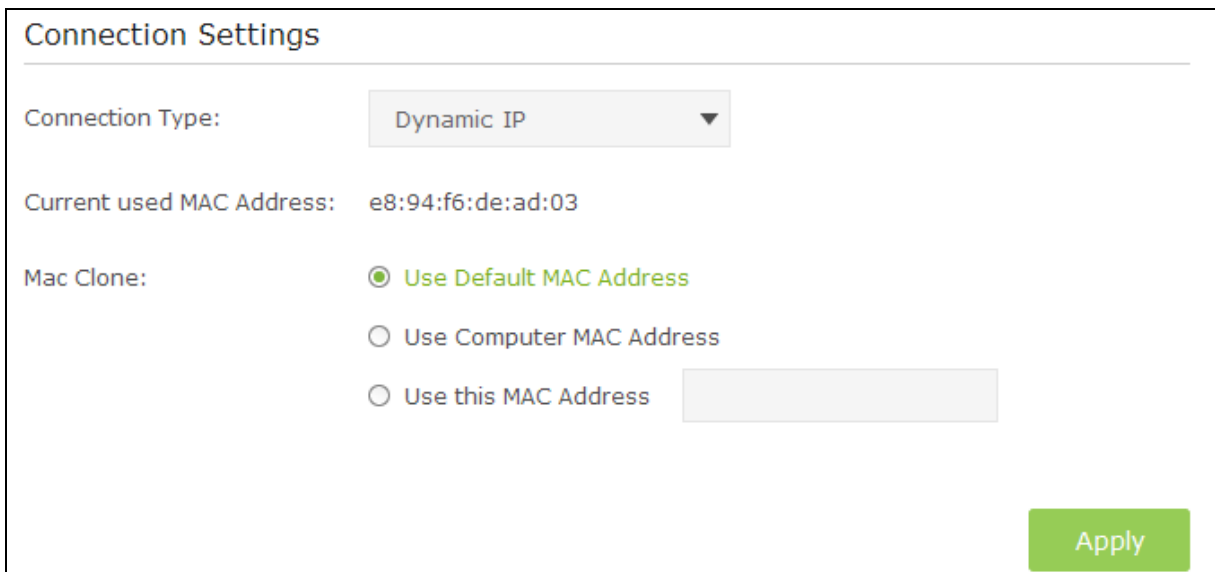 Connection Settings
Connection Type: Dynamic IP
Current used MAC Address: e8:94:f6:de:ad:03
Mac Clone: Use Default MAC Address
Use Computer MAC Address
Use this MAC Address
Apply